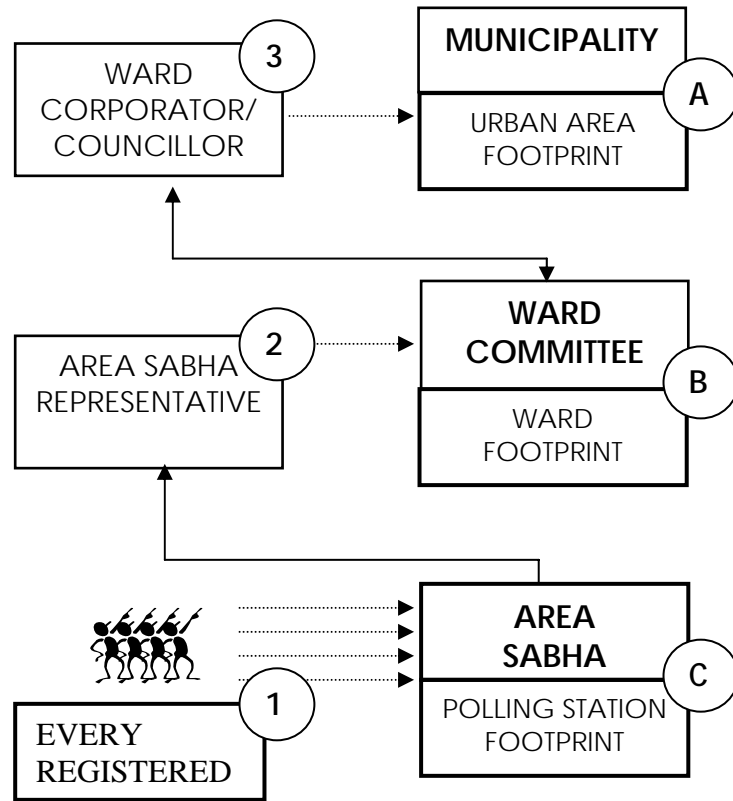 3
WARD
CORPORATOR/
COUNCILLOR
MUNICIPALITY
A
URBAN AREA
FOOTPRINT
2
AREA SABHA
REPRESENTATIVE
WARD
COMMITTEE
B
WARD
FOOTPRINT
1
EVERY
REGISTERED
AREA
SABHA
C
POLLING STATION
FOOTPRINT